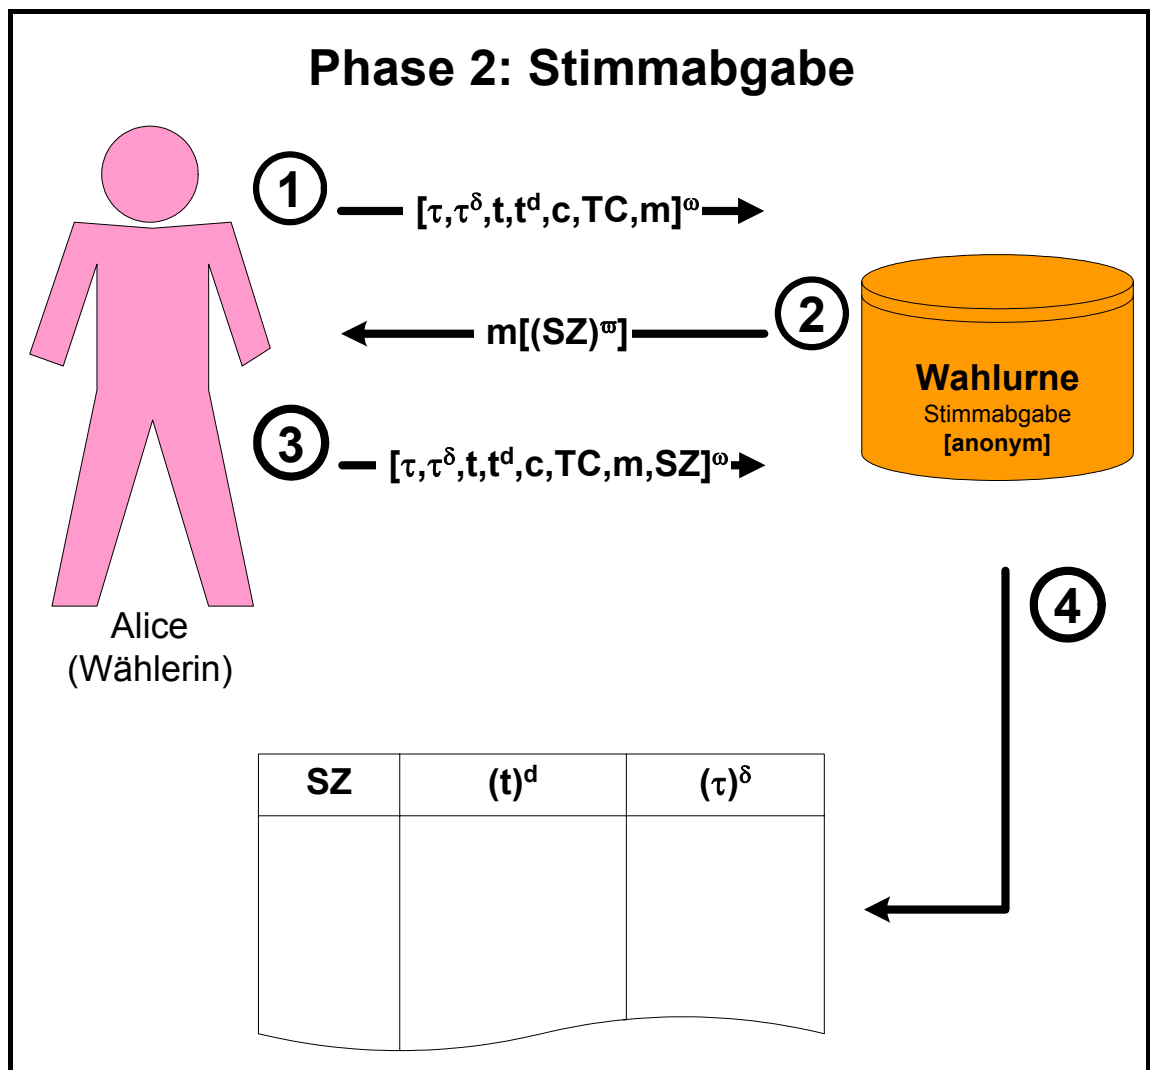 Phase 2: Stimmabgabe
1
[τ,τ^δ,t,t^d,c,TC,m]^ω
2
m[(SZ)^ϖ]
Wahlurne
Stimmabgabe
[anonym]
3
[τ,τ^δ,t,t^d,c,TC,m,SZ]^ω
4
Alice
(Wählerin)
SZ (t)^d (τ)^δ